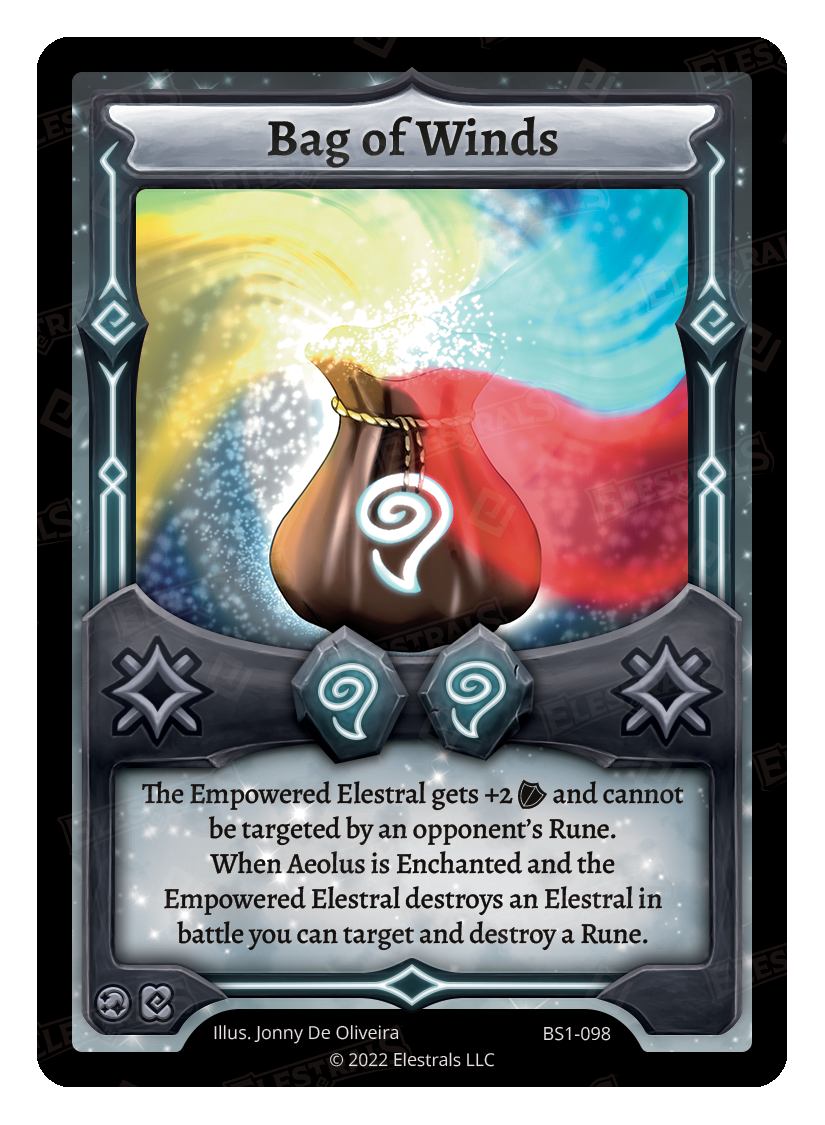 Bag of Winds
The Empowered Elestral gets +2 and cannot
be targeted by an opponent's Rune.
When Aeolus is Enchanted and the
Empowered Elestral destroys an Elestral in
battle you can target and destroy a Rune.
Illus. Jonny De Oliveira
BS1-098
© 2022 Elestrals LLC